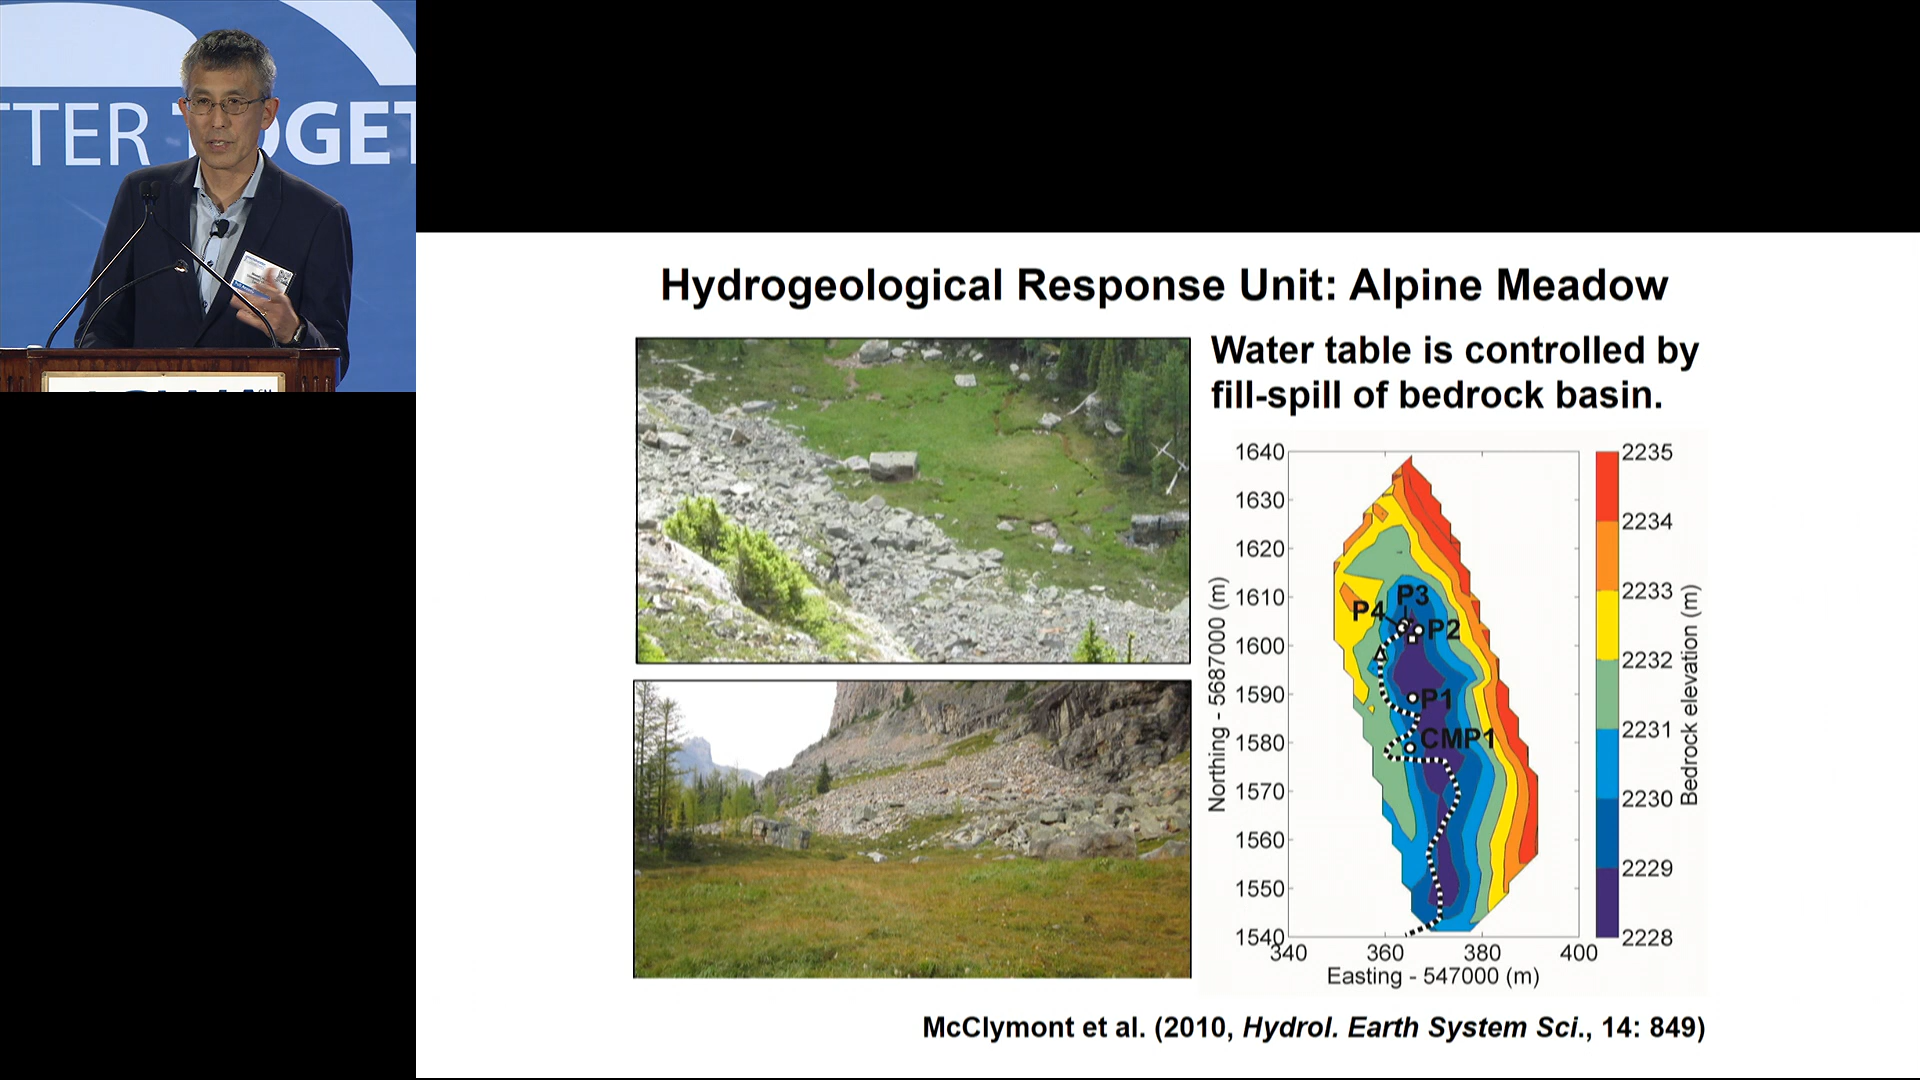 TTER TOGET
Hydrogeological Response Unit: Alpine Meadow
Water table is controlled by
fill-spill of bedrock basin.
1640
1630
1620
1610
1600
1590
1580
1570
1560
1550
1540
Northing - 5687000 (m)
340 360 380 400
Easting - 547000 (m)
P3
P4
P2
P1
CMP1
2235
2234
2233
2232
2231
2230
2229
2228
Bedrock elevation (m)
McClymont et al. (2010, Hydrol. Earth System Sci., 14: 849)